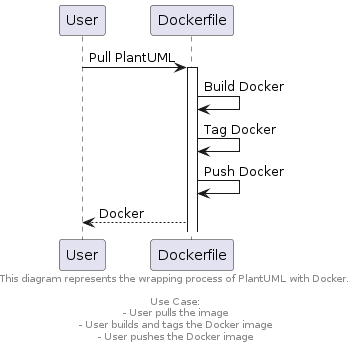 User
Dockerfile
Pull PlantUML
Build Docker
Tag Docker
Push Docker
Docker
User
Dockerfile
This diagram represents the wrapping process of PlantUML with Docker.
Use Case:
- User pulls the image
- User builds and tags the Docker image
- User pushes the Docker image